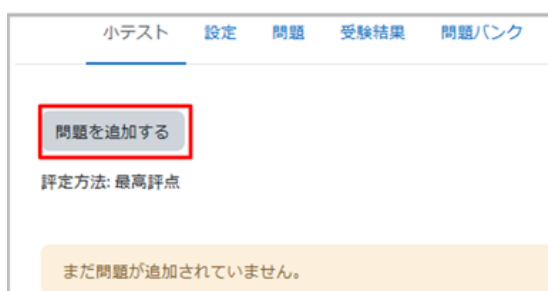 小テスト 設定 問題 受験結果 問題バンク
問題を追加する
評定方法: 最高評点
まだ問題が追加されていません。